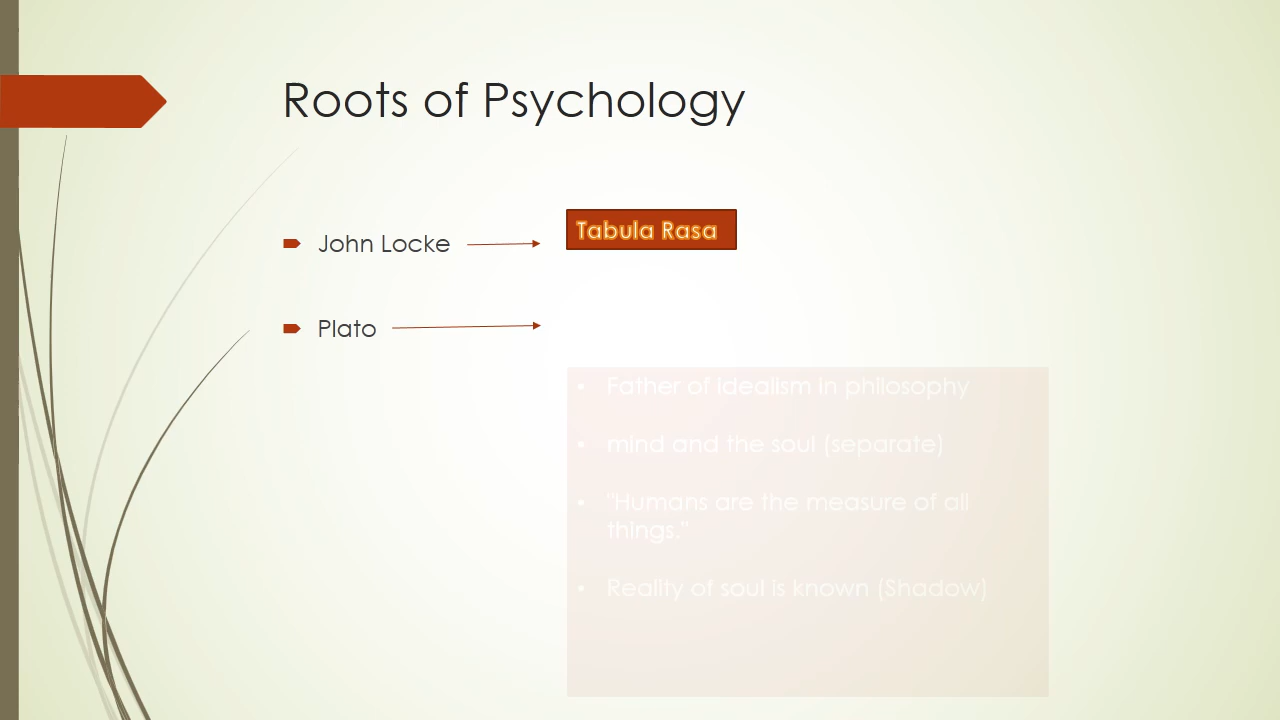 Roots of Psychology
John Locke
Tabula Rasa
Plato
• Father of idealism in philosophy
• mind and the soul (separate)
• "Humans are the measure of all
things."
• Reality of soul is known (Shadow)